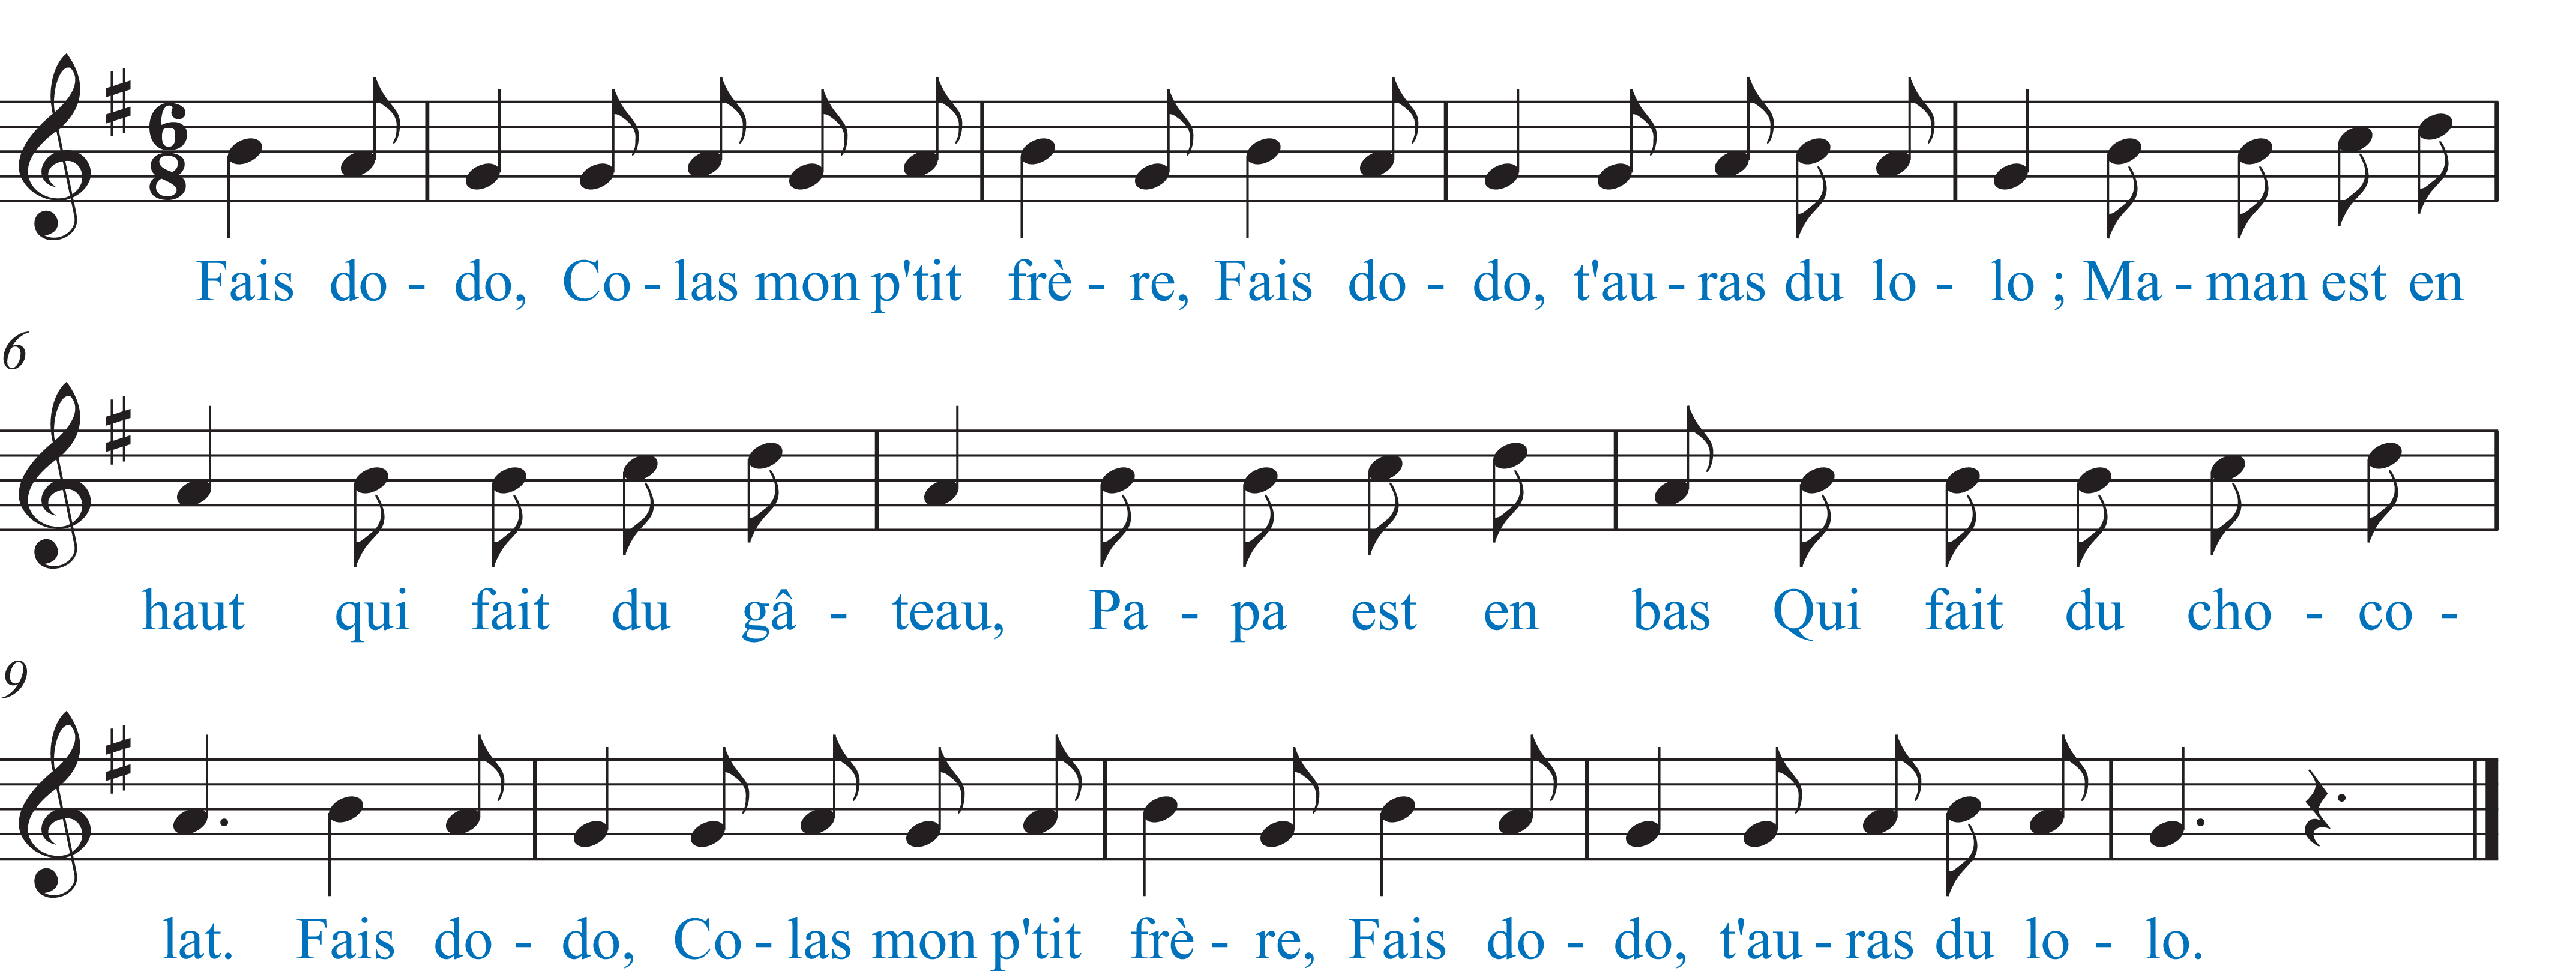 6
8
Fais do - do, Co - las mon p'tit frè - re, Fais do - do, t'au - ras du lo - lo ; Ma - man est en
6
haut qui fait du gâ - teau, Pa - pa est en bas Qui fait du cho - co -
9
lat. Fais do - do, Co - las mon p'tit frè - re, Fais do - do, t'au - ras du lo - lo.